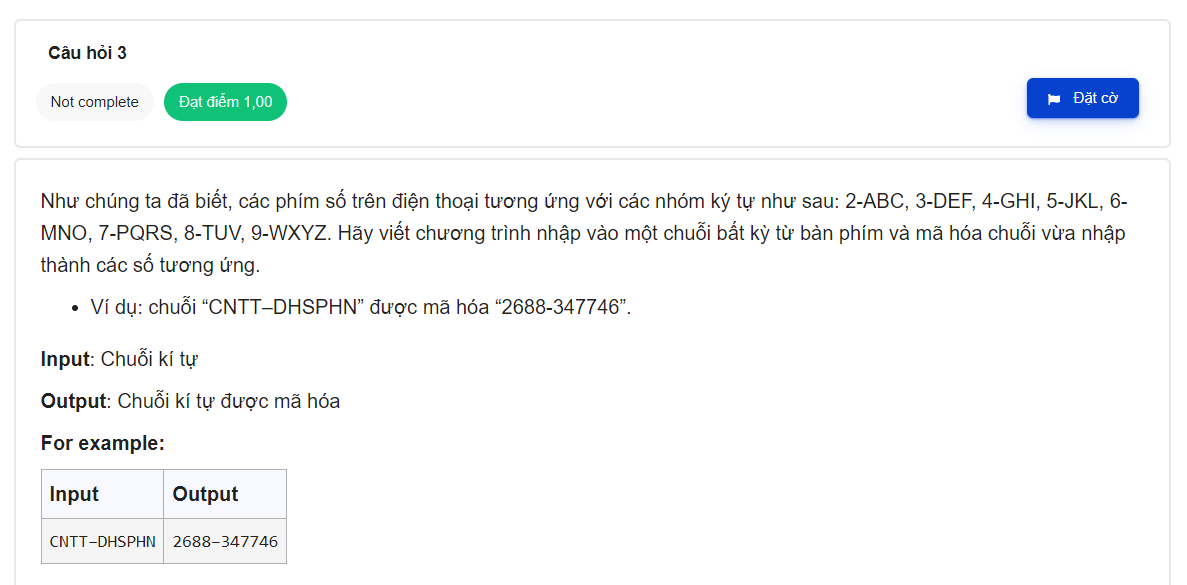 Câu hỏi 3
Not complete
Đạt điểm 1,00
Đặt cờ
Như chúng ta đã biết, các phím số trên điện thoại tương ứng với các nhóm ký tự như sau: 2-ABC, 3-DEF, 4-GHI, 5-JKL, 6-
MNO, 7-PQRS, 8-TUV, 9-WXYZ. Hãy viết chương trình nhập vào một chuỗi bất kỳ từ bàn phím và mã hóa chuỗi vừa nhập
thành các số tương ứng.
• Ví dụ: chuỗi “CNTT–DHSPHN” được mã hóa “2688-347746”.
Input: Chuỗi kí tự
Output: Chuỗi kí tự được mã hóa
For example:
Input Output
CNTT–DHSPHN 2688–347746